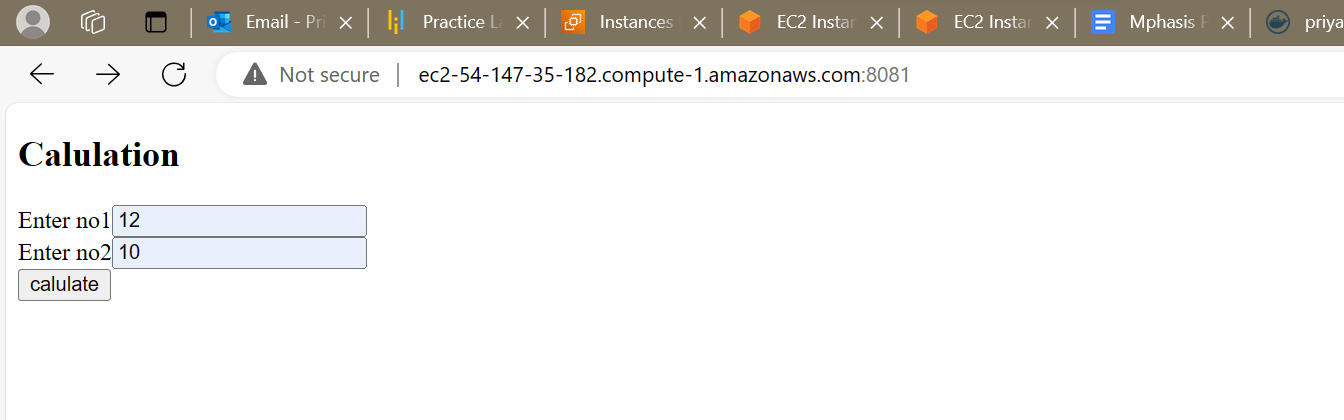 Email - Pri
Practice La
Instances
EC2 Instan
EC2 Instan
Mphasis P
priya
Not secure
ec2-54-147-35-182.compute-1.amazonaws.com:8081
Calulation
Enter no1 12
Enter no2 10
calulate